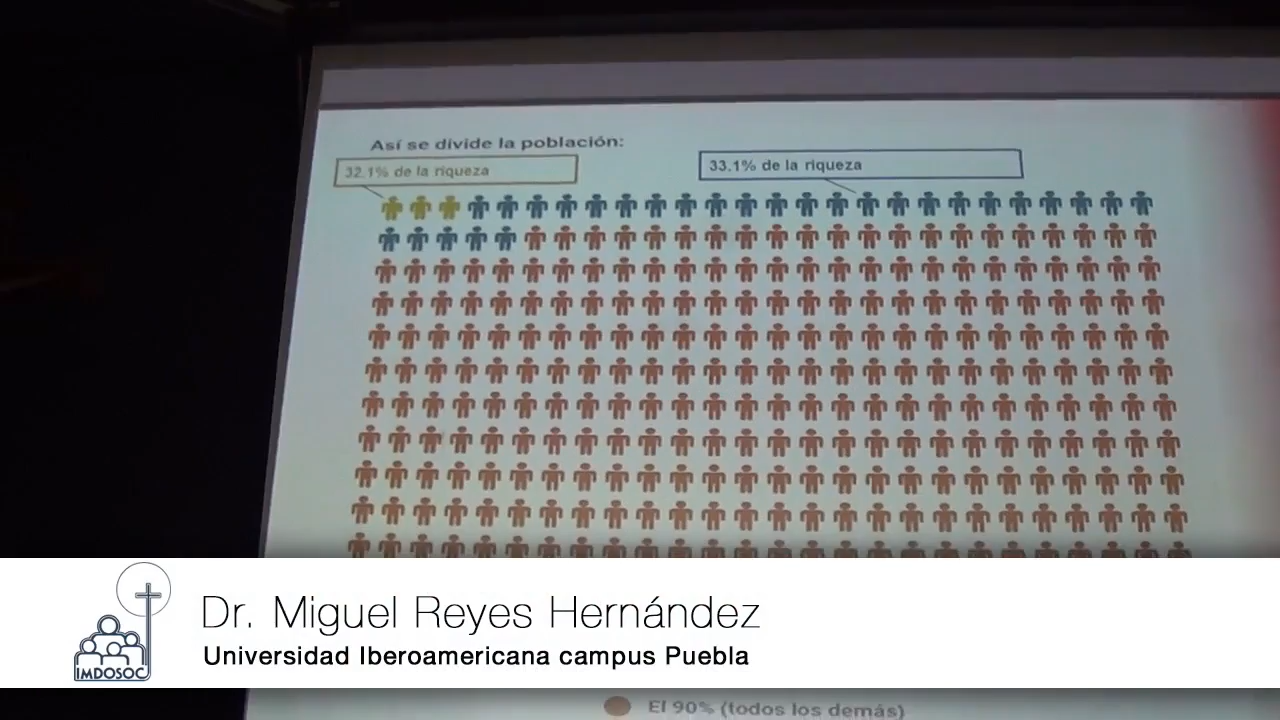 Así se divide la población:
32.1% de la riqueza
33.1% de la riqueza
Dr. Miguel Reyes Hernández
Universidad Iberoamericana campus Puebla
IMDOSOC
El 90% (todos los demás)